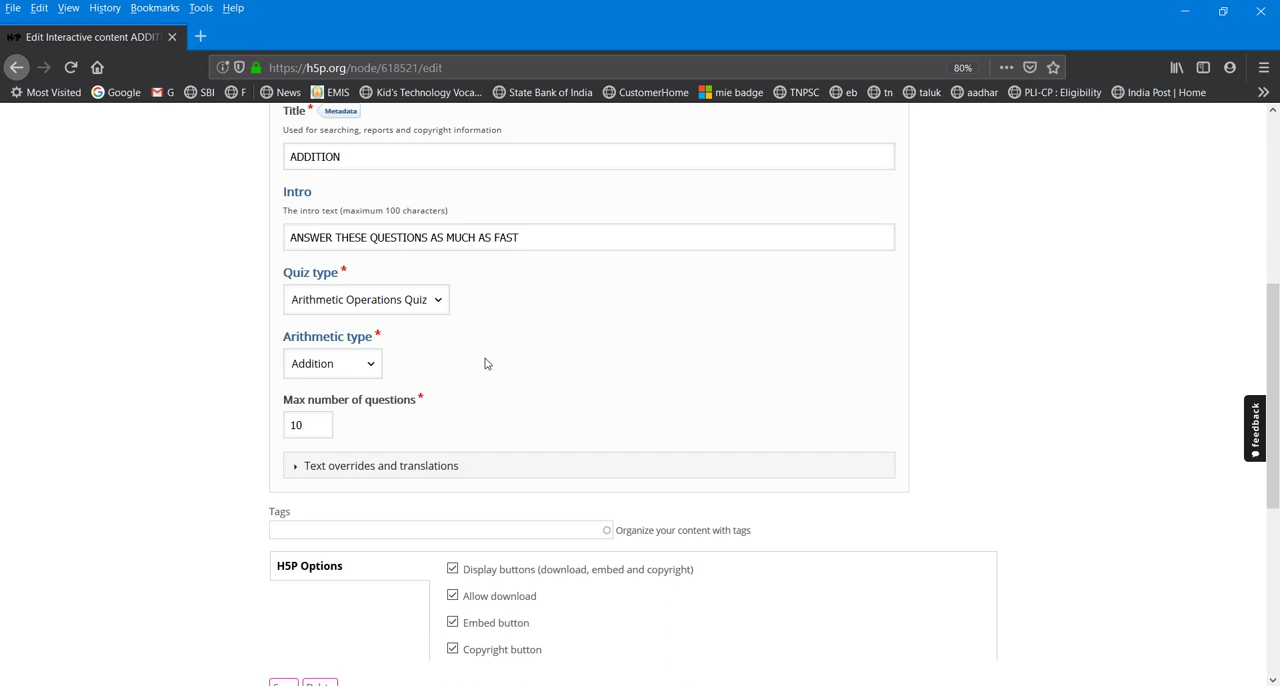 File Edit View History Bookmarks Tools Help
H5P Edit Interactive content ADDIT
https://h5p.org/node/618521/edit 80%
Most Visited Google G SBI F News EMIS Kid's Technology Voca... State Bank of India CustomerHome mie badge TNPSC eb tn taluk aadhar PLI-CP : Eligibility India Post | Home
Title * Metadata
Used for searching, reports and copyright information
ADDITION
Intro
The intro text (maximum 100 characters)
ANSWER THESE QUESTIONS AS MUCH AS FAST
Quiz type *
Arithmetic Operations Quiz
Arithmetic type *
Addition
Max number of questions *
10
Text overrides and translations
feedback
Tags
Organize your content with tags
H5P Options
Display buttons (download, embed and copyright)
Allow download
Embed button
Copyright button